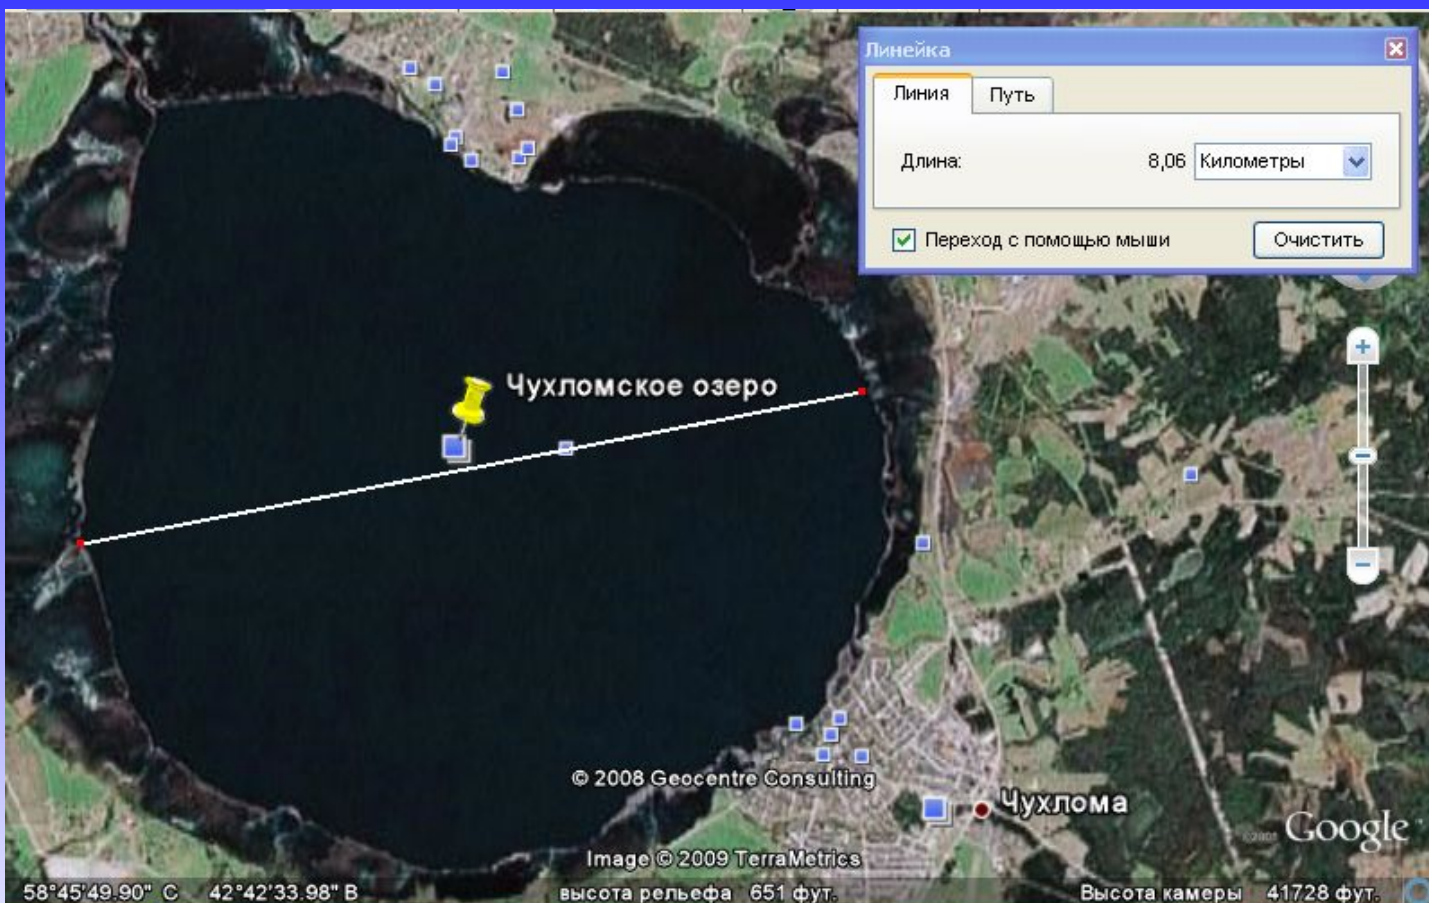 Линейка
Линия Путь
Длина: 8,06 Километры
Переход с помощью мыши Очистить
Чухломское озеро
© 2008 Geocentre Consulting
Чухлома
Google
Image © 2009 TerraMetrics
58°45'49.90" С 42°42'33.98" В высота рельефа 651 фут. Высота камеры 41728 фут.